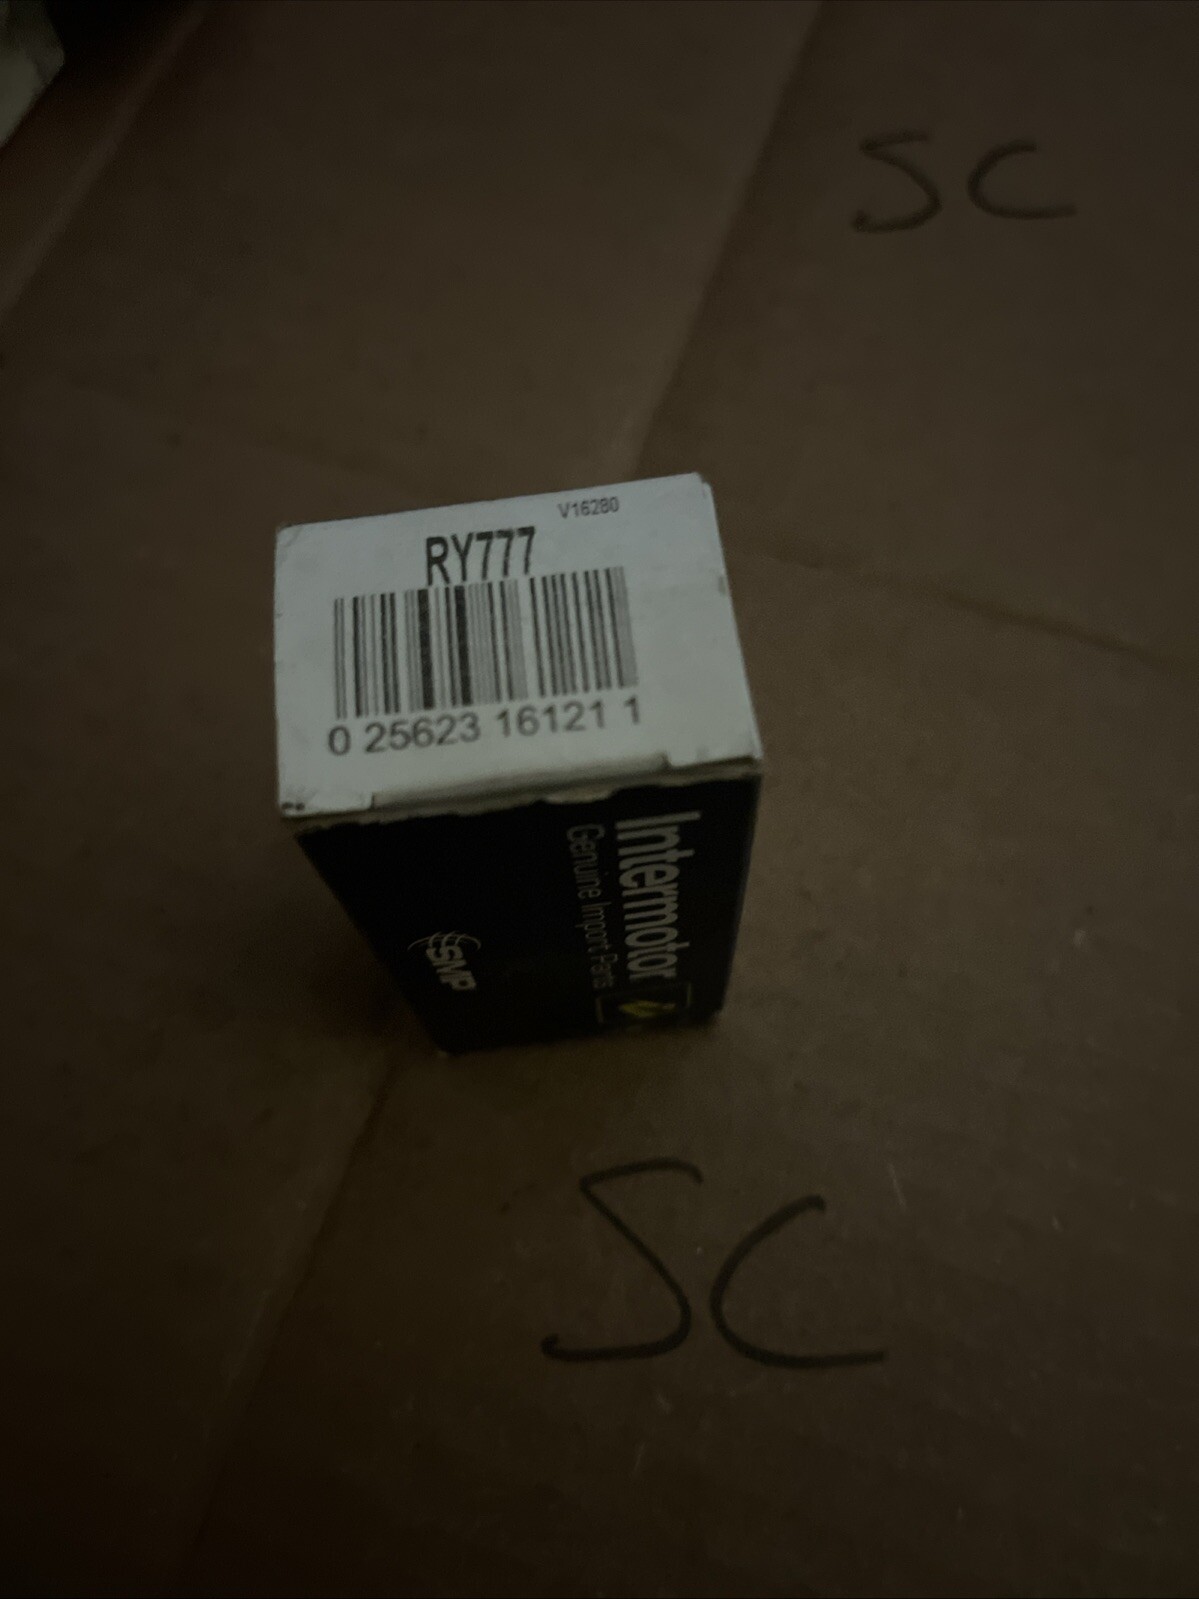 SC
V16280
RY777
0 25623 16121 1
Intermotor
Genuine Import Parts
SMP
SC